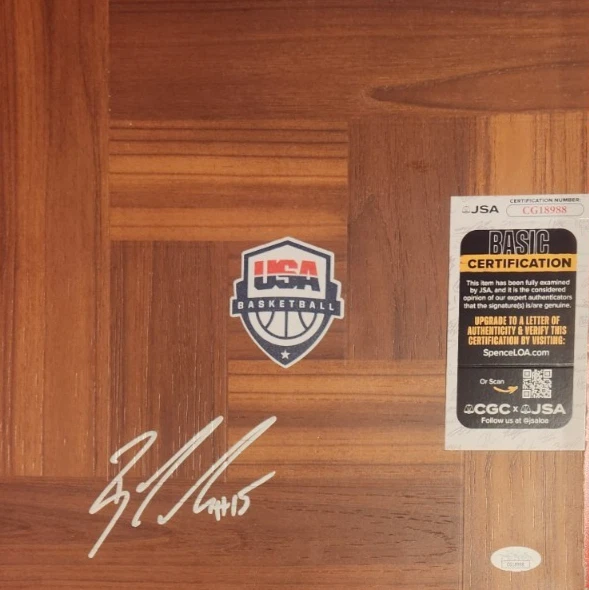 USA
BASKETBALL
#15
JSA
CERTIFICATION NUMBER
CG18988
BASIC
CERTIFICATION
This item has been fully examined
by JSA, and it is the considered
opinion of our expert authenticators
that the signature(s) is/are genuine.
UPGRADE TO A LETTER OF
AUTHENTICITY & VERIFY THIS
CERTIFICATION BY VISITING:
SpenceLOA.com
Or Scan
CGC x JSA
Follow us at @jsaloa